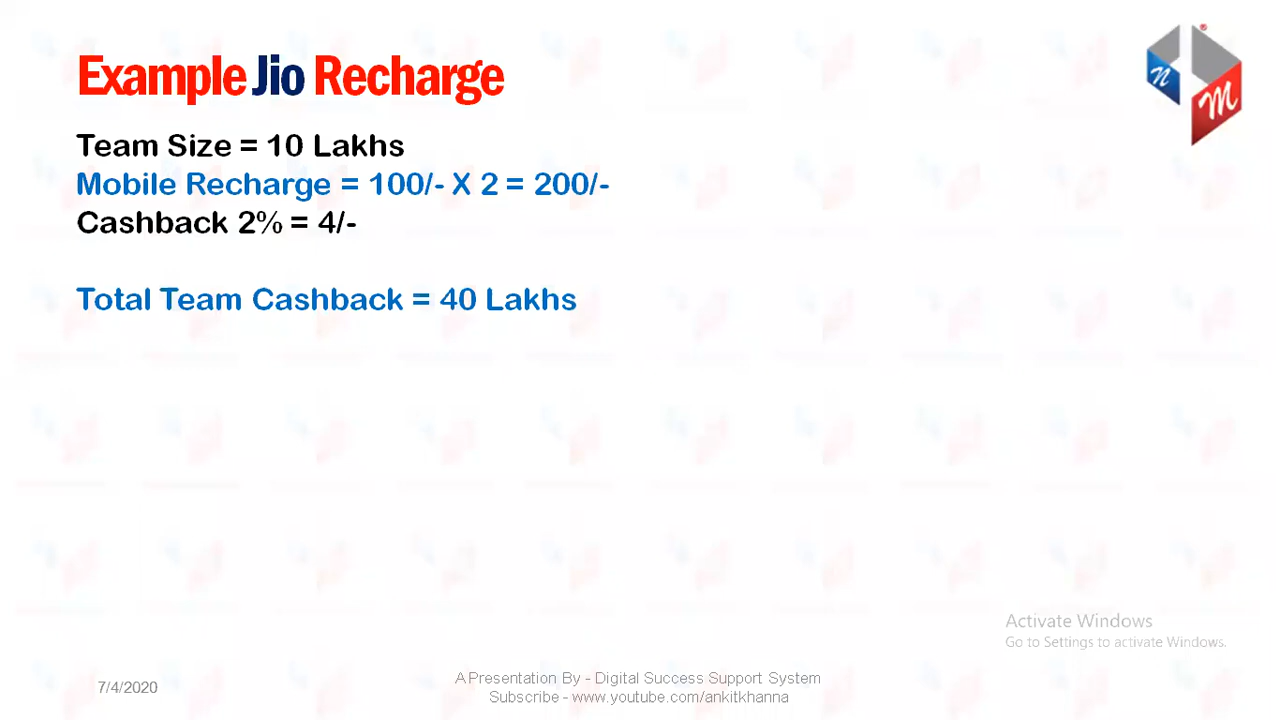 Example Jio Recharge
Team Size = 10 Lakhs
Mobile Recharge = 100/- X 2 = 200/-
Cashback 2% = 4/-
Total Team Cashback = 40 Lakhs
n M ®
Activate Windows
Go to Settings to activate Windows.
7/4/2020
A Presentation By - Digital Success Support System
Subscribe - www.youtube.com/ankitkhanna